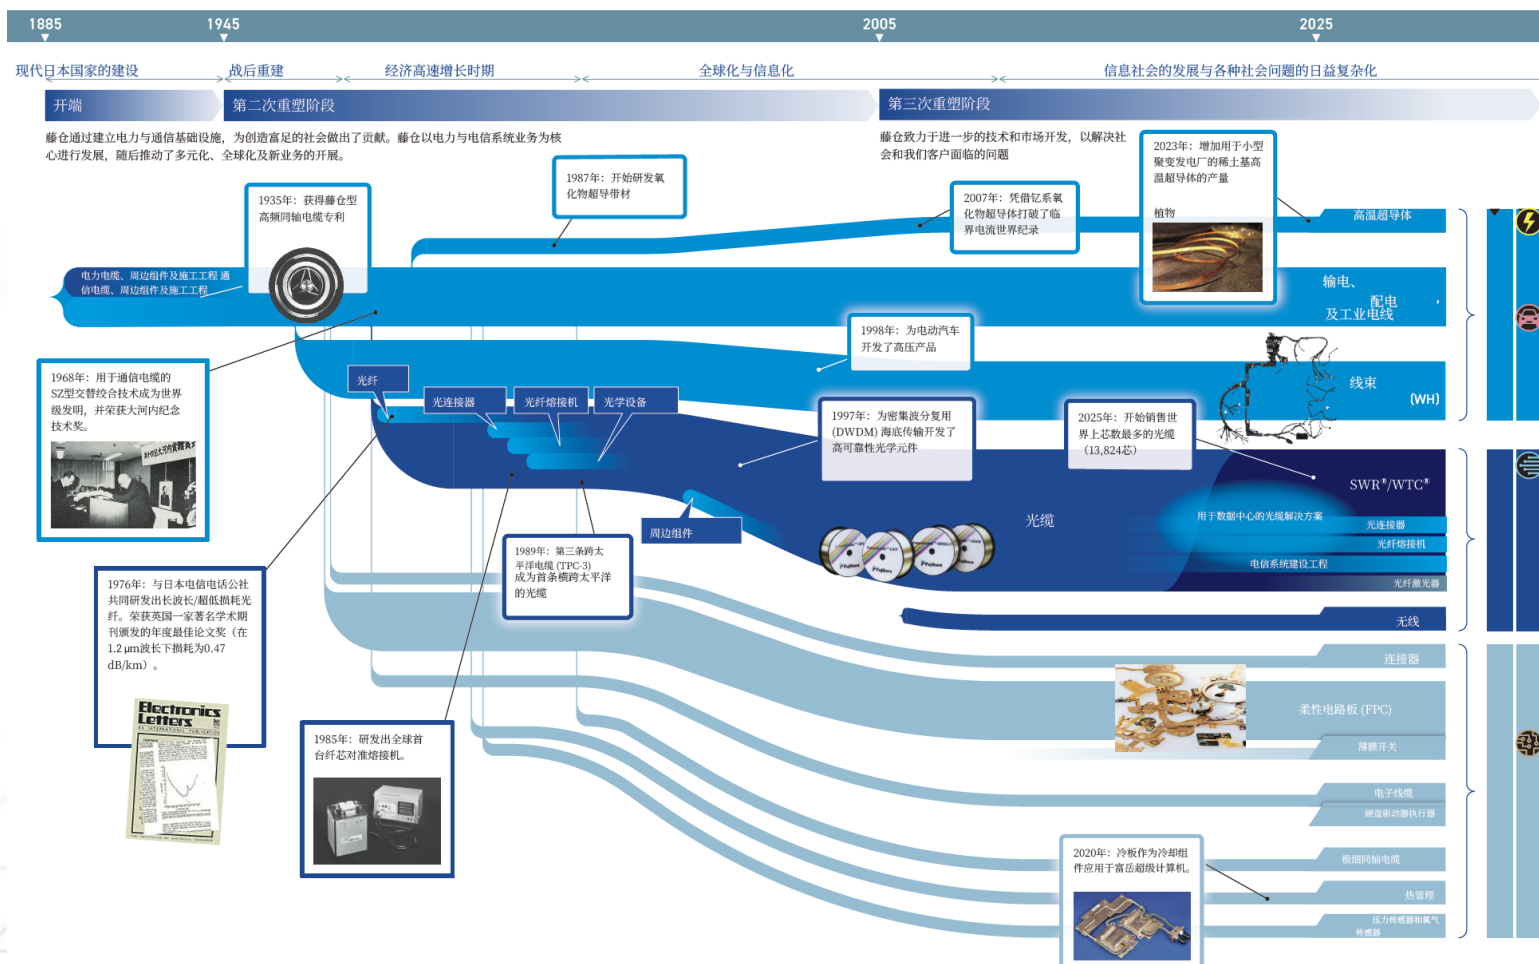 1885
1945
2005
2025
现代日本国家的建设
战后重建
经济高速增长时期
全球化与信息化
信息社会的发展与各种社会问题的日益复杂化
开端
第二次重塑阶段
第三次重塑阶段
藤仓通过建立电力与通信基础设施，为创造富足的社会做出了贡献。藤仓以电力与电信系统业务为核
心进行发展，随后推动了多元化、全球化及新业务的开展。
藤仓致力于进一步的技术和市场开发，以解决社
会和我们客户面临的问题
2023年：增加用于小型
聚变发电厂的稀土基高
温超导体的产量
植物
1987年：开始研发氧
化物超导带材
1935年：获得藤仓型
高频同轴电缆专利
2007年：凭借钇系氧
化物超导体打破了临
界电流世界纪录
高温超导体
电力电缆、周边组件及施工工程 通
信电缆、周边组件及施工工程
输电、
配电
及工业电线
1998年：为电动汽车
开发了高压产品
1968年：用于通信电缆的
SZ型交替绞合技术成为世界
级发明，并荣获大河内纪念
技术奖。
光纤
光连接器
光纤熔接机
光学设备
线束
(WH)
1997年：为密集波分复用
(DWDM) 海底传输开发了
高可靠性光学元件
2025年：开始销售世
界上芯数最多的光缆
（13,824芯）
SWR®/WTC®
光缆
用于数据中心的光缆解决方案
光连接器
光纤熔接机
电信系统建设工程
光纤激光器
周边组件
Fujikura
Fujikura
Fujikura
Fujikura
1989年：第三条跨太
平洋电缆 (TPC-3)
成为首条横跨太平洋
的光缆
1976年：与日本电信电话公社
共同研发出长波长/超低损耗光
纤。荣获英国一家著名学术期
刊颁发的年度最佳论文奖（在
1.2 μm波长下损耗为0.47
dB/km）。
Electronics
Letters
AN INTERNATIONAL PUBLICATION
无线
连接器
柔性电路板 (FPC)
薄膜开关
1985年：研发出全球首
台纤芯对准熔接机。
电子线缆
硬盘驱动器执行器
2020年：冷板作为冷却组
件应用于富岳超级计算机。
极细同轴电缆
热管理
压力传感器和氧气
传感器